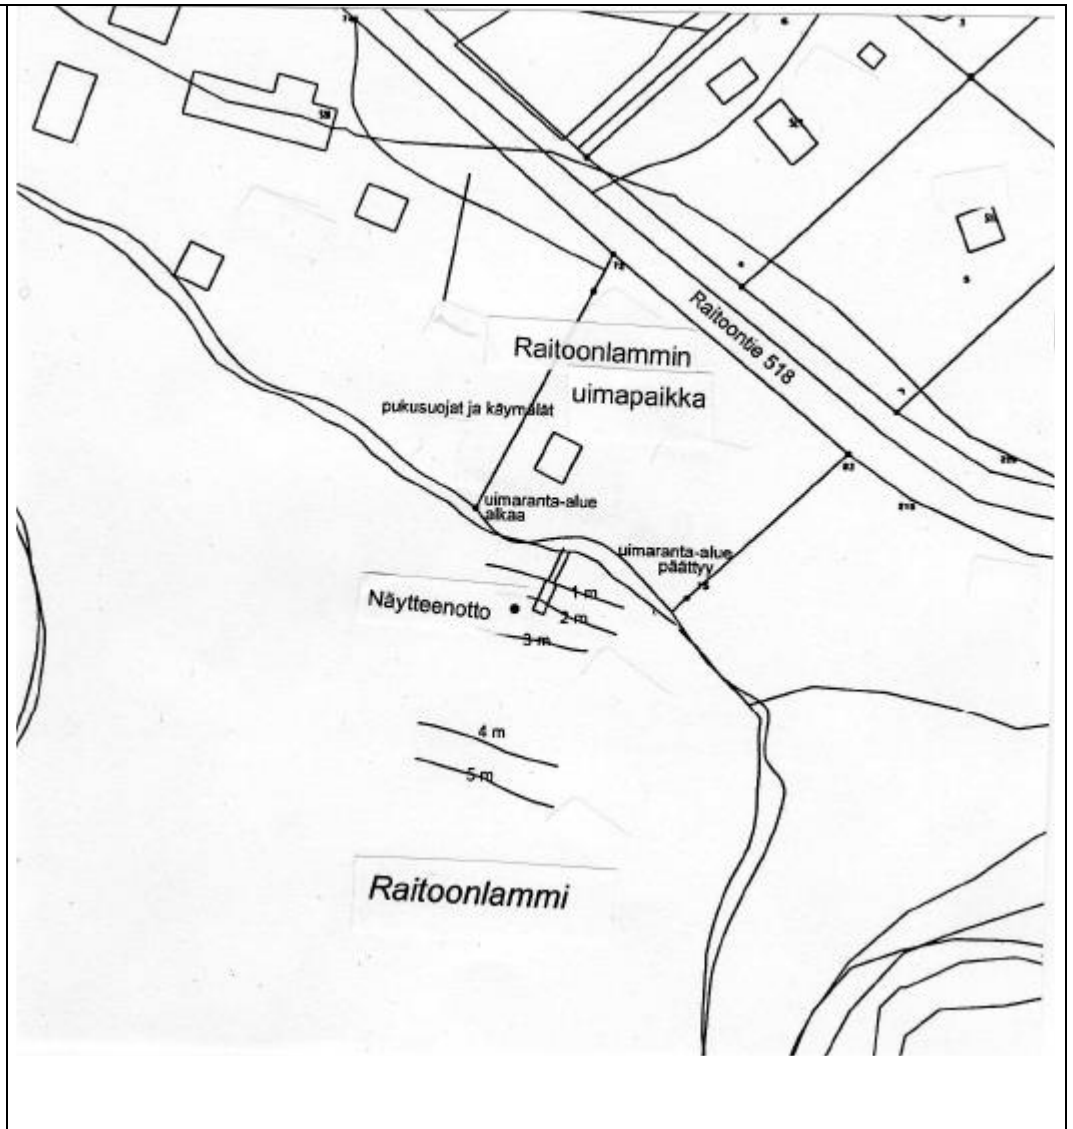 Raitoontie 518
Raitoonlammin
uimapaikka
pukusuojat ja käymälät
uimaranta-alue
alkaa
uimaranta-alue
päättyy
Näytteenotto
1 m
2 m
3 m
4 m
5 m
Raitoonlammi